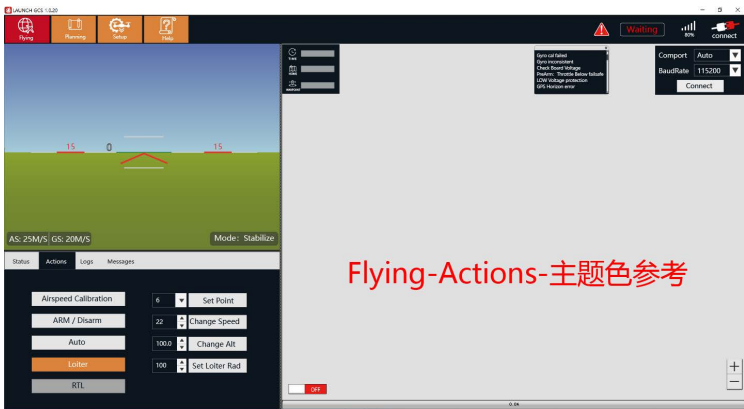 LAUNCH GCS 1.0.20
Flying
Planning
Setup
Help
Waiting
80%
connect
TIME
HOME
WAYPOINT
Gyro cal failed
Gyro inconsistent
Check Board Voltage
PreArm: Throttle Below failsafe
LOW Voltage protection
GPS Horizon error
Comport Auto
BaudRate 115200
Connect
15 0 15
AS: 25M/S GS: 20M/S
Mode: Stabilize
Status Actions Logs Messages
Flying-Actions-主题色参考
Airspeed Calibration 6 Set Point
ARM / Disarm 22 Change Speed
Auto 100.0 Change Alt
Loiter 100 Set Loiter Rad
RTL
+
−
OFF